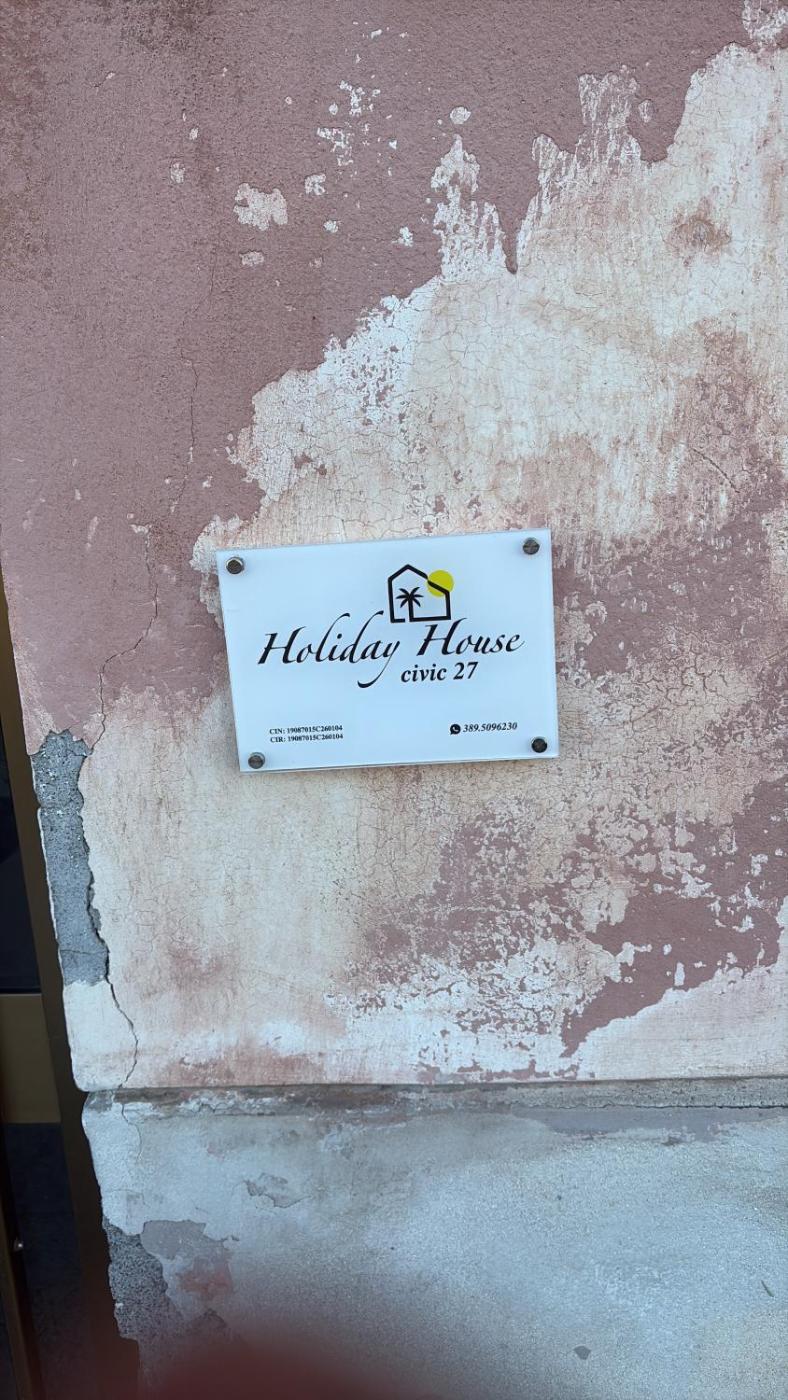 Holiday House
civic 27
CIN: 19087015C260104
CIR: 19087015C260104
389.5096230